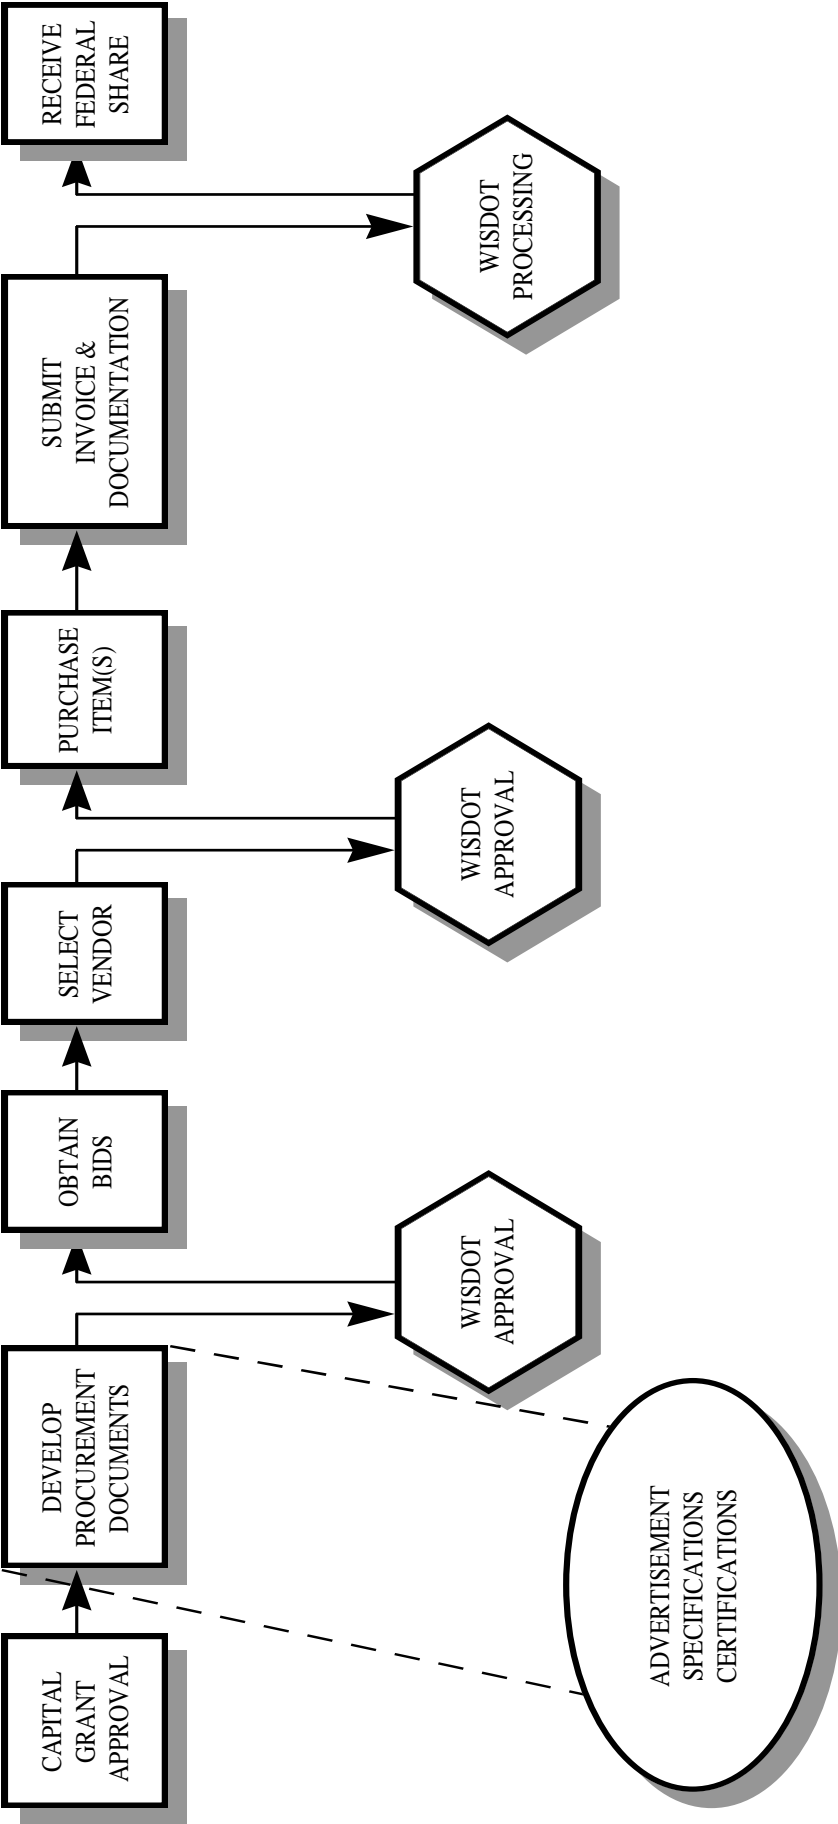 CAPITAL
GRANT
APPROVAL
DEVELOP
PROCUREMENT
DOCUMENTS
ADVERTISEMENT
SPECIFICATIONS
CERTIFICATIONS
WISDOT
APPROVAL
OBTAIN
BIDS
SELECT
VENDOR
WISDOT
APPROVAL
PURCHASE
ITEM(S)
SUBMIT
INVOICE &
DOCUMENTATION
WISDOT
PROCESSING
RECEIVE
FEDERAL
SHARE